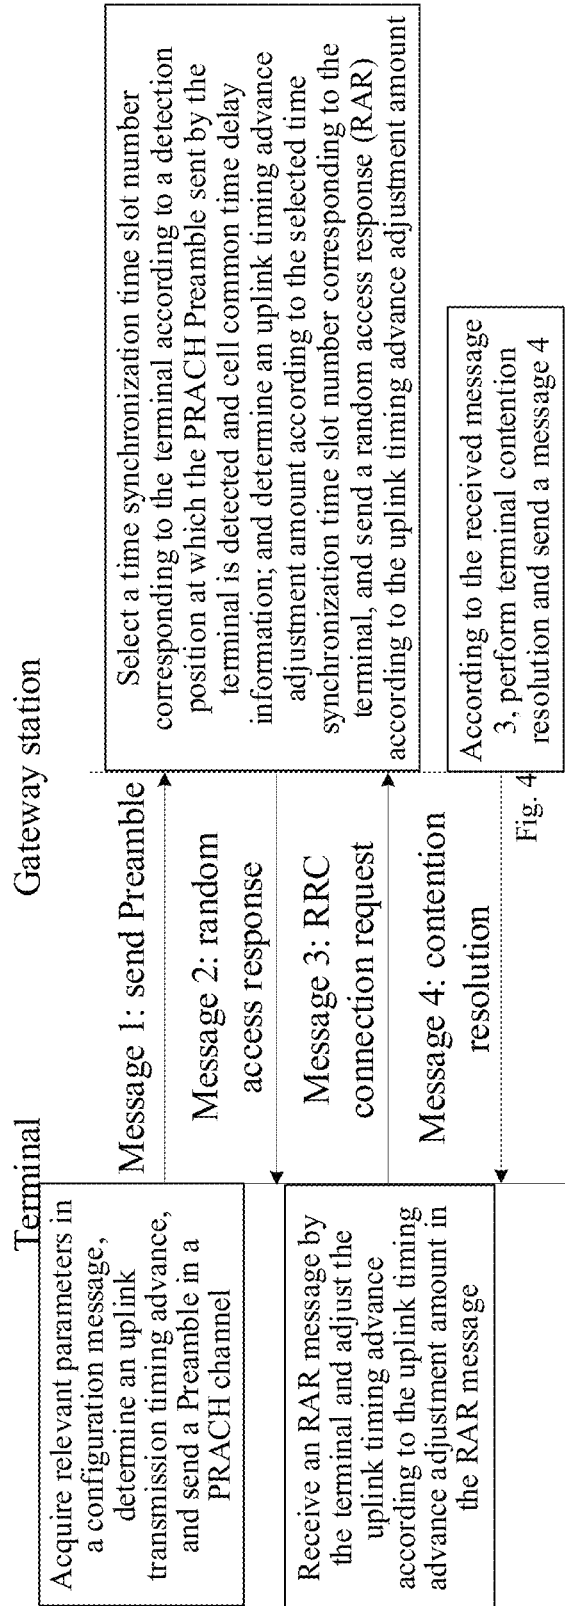 Terminal
Gateway station
Acquire relevant parameters in
a configuration message,
determine an uplink
transmission timing advance,
and send a Preamble in a
PRACH channel
Message 1: send Preamble
Select a time synchronization time slot number
corresponding to the terminal according to a detection
position at which the PRACH Preamble sent by the
terminal is detected and cell common time delay
information; and determine an uplink timing advance
adjustment amount according to the selected time
synchronization time slot number corresponding to the
terminal, and send a random access response (RAR)
according to the uplink timing advance adjustment amount
Message 2: random
access response
Receive an RAR message by
the terminal and adjust the
uplink timing advance
according to the uplink timing
advance adjustment amount in
the RAR message
Message 3: RRC
connection request
According to the received message
3, perform terminal contention
resolution and send a message 4
Message 4: contention
resolution
Fig. 4